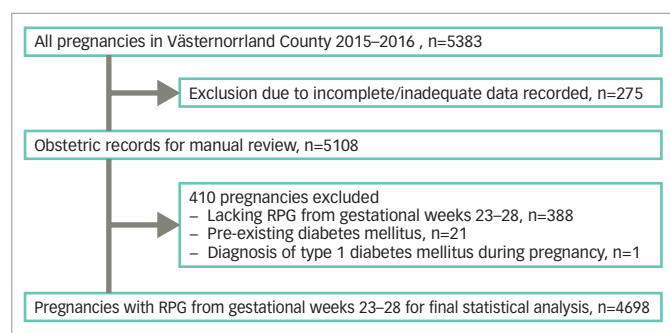 All pregnancies in Västernorrland County 2015–2016 , n=5383
Exclusion due to incomplete/inadequate data recorded, n=275
Obstetric records for manual review, n=5108
410 pregnancies excluded
– Lacking RPG from gestational weeks 23–28, n=388
– Pre-existing diabetes mellitus, n=21
– Diagnosis of type 1 diabetes mellitus during pregnancy, n=1
Pregnancies with RPG from gestational weeks 23–28 for final statistical analysis, n=4698